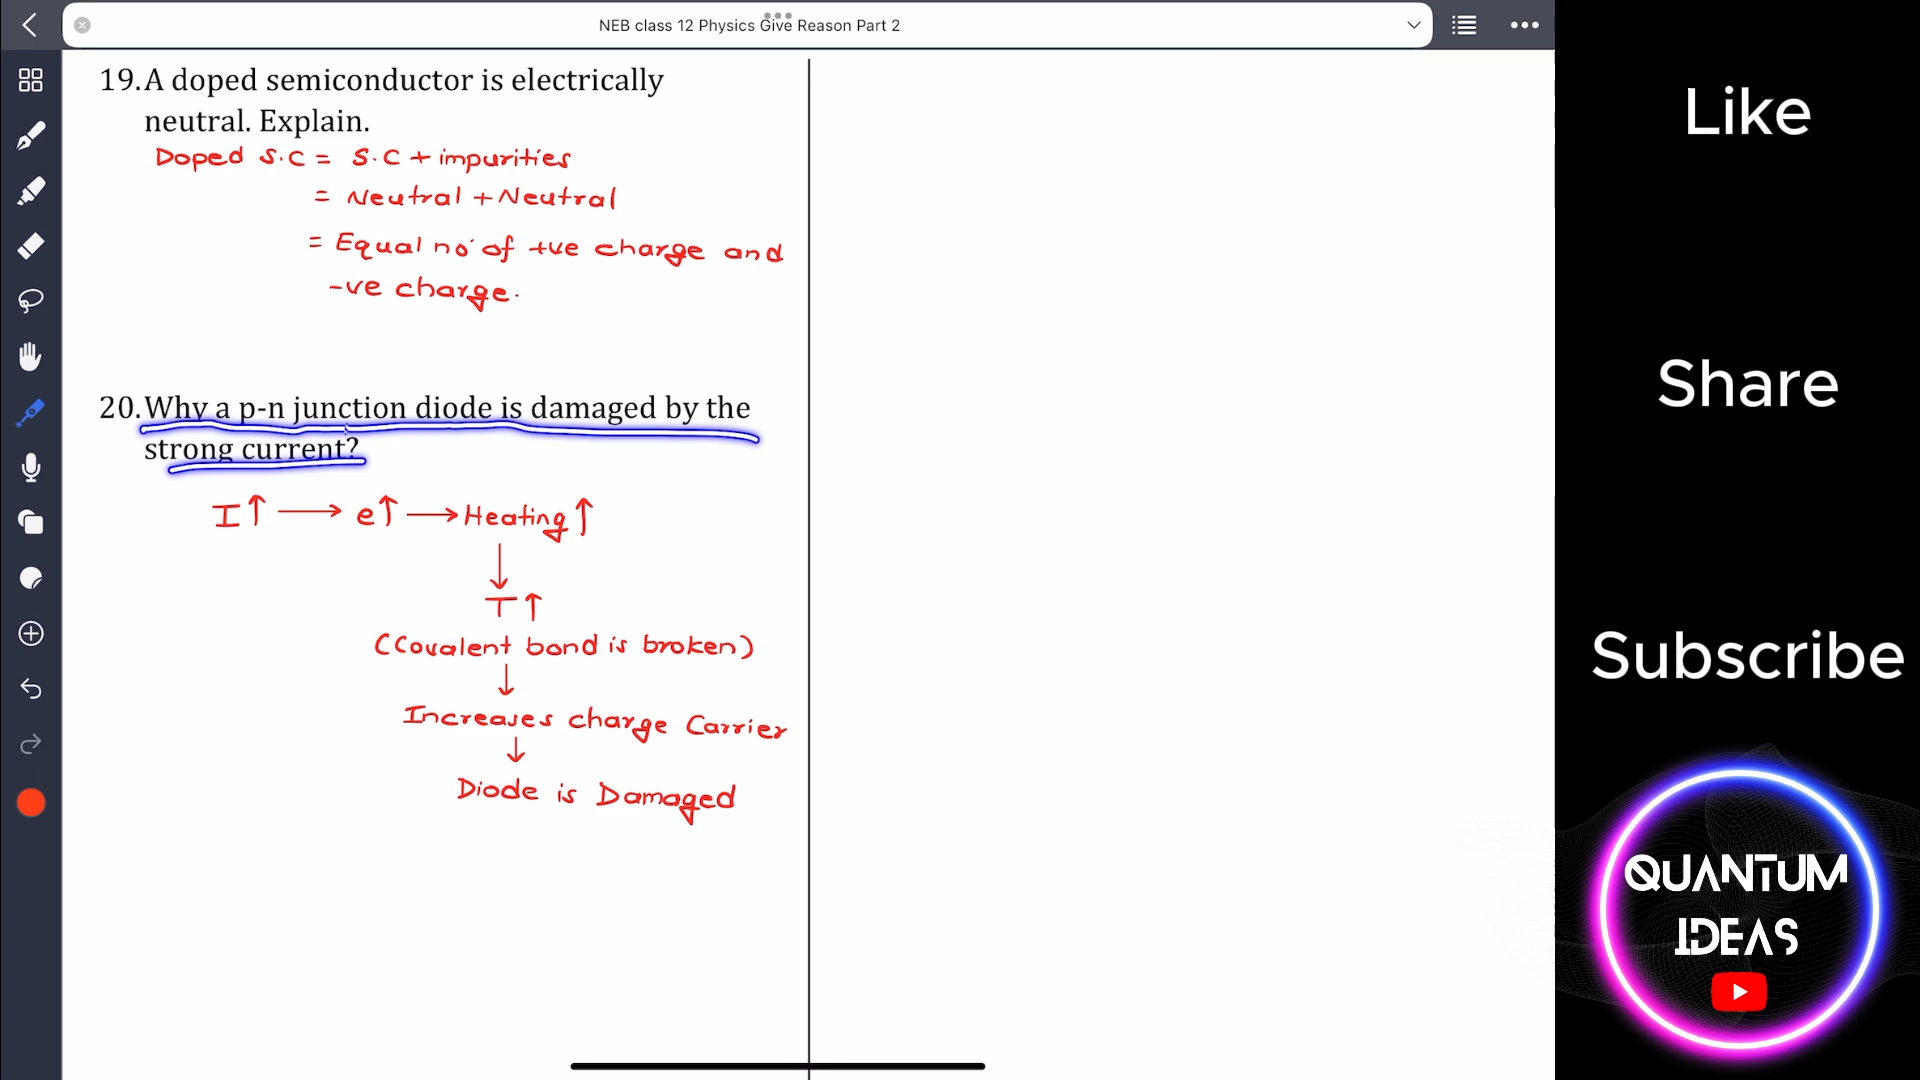 NEB class 12 Physics Give Reason Part 2
19. A doped semiconductor is electrically
neutral. Explain.
Doped S.C = S.C + impurities
= Neutral + Neutral
= Equal no. of +ve charge and
-ve charge.
20. Why a p-n junction diode is damaged by the
strong current?
I↑ → e↑ → Heating ↑
↓
T ↑
(Covalent bond is broken)
↓
Increases charge Carrier
↓
Diode is Damaged
Like
Share
Subscribe
QUANTUM
IDEAS